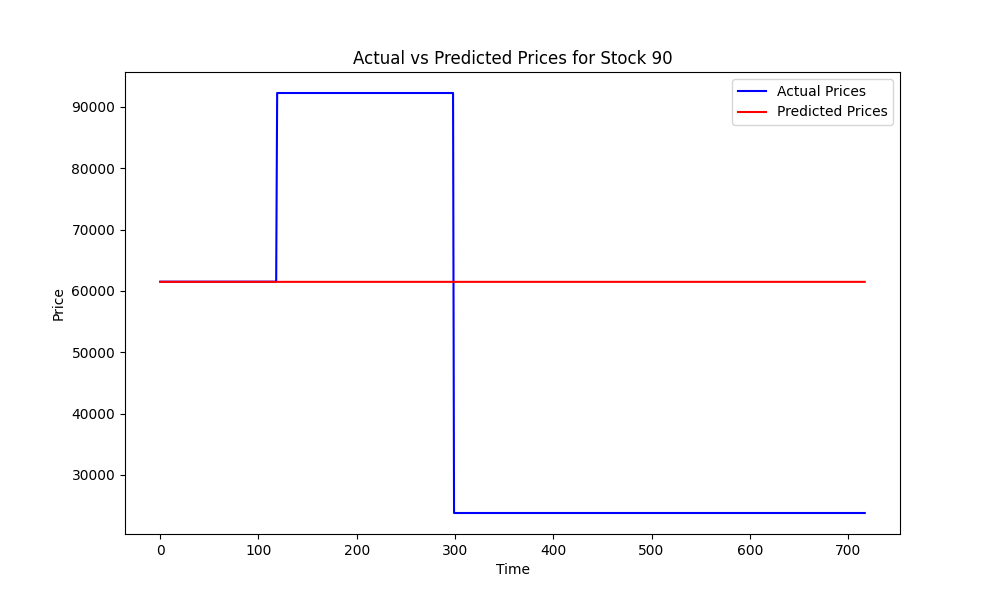 Actual vs Predicted Prices for Stock 90
Actual Prices
Predicted Prices
90000
80000
70000
60000
50000
40000
30000
Price
0 100 200 300 400 500 600 700
Time